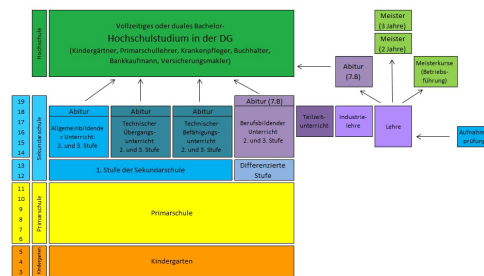 Hochschule
Vollzeitiges oder duales Bachelor-
Hochschulstudium in der DG
(Kindergärtner, Primarschullehrer, Krankenpfleger, Buchhalter,
Bankkaufmann, Versicherungsmakler)
Meister
(3 Jahre)
Meister
(2 Jahre)
Abitur
(7.B)
Meisterkurse
(Betriebs-
führung)
19
18
17
16
15
14
13
12
Sekundarschule
Abitur
Abitur
Abitur
Abitur (7.B)
Allgemeinbildende
r Unterricht:
2. und 3. Stufe
Technischer
Übergangs-
unterricht
2. und 3. Stufe
Technischer
Befähigungs-
unterricht
2. und 3. Stufe
Berufsbildender
Unterricht
2. und 3. Stufe
Teilzeit-
unterricht
Industrie-
lehre
Lehre
Aufnahme
prüfung
1. Stufe der Sekundarschule
Differenzierte
Stufe
11
10
9
8
7
6
Primarschule
Primarschule
5
4
3
Kindergarten
Kindergarten